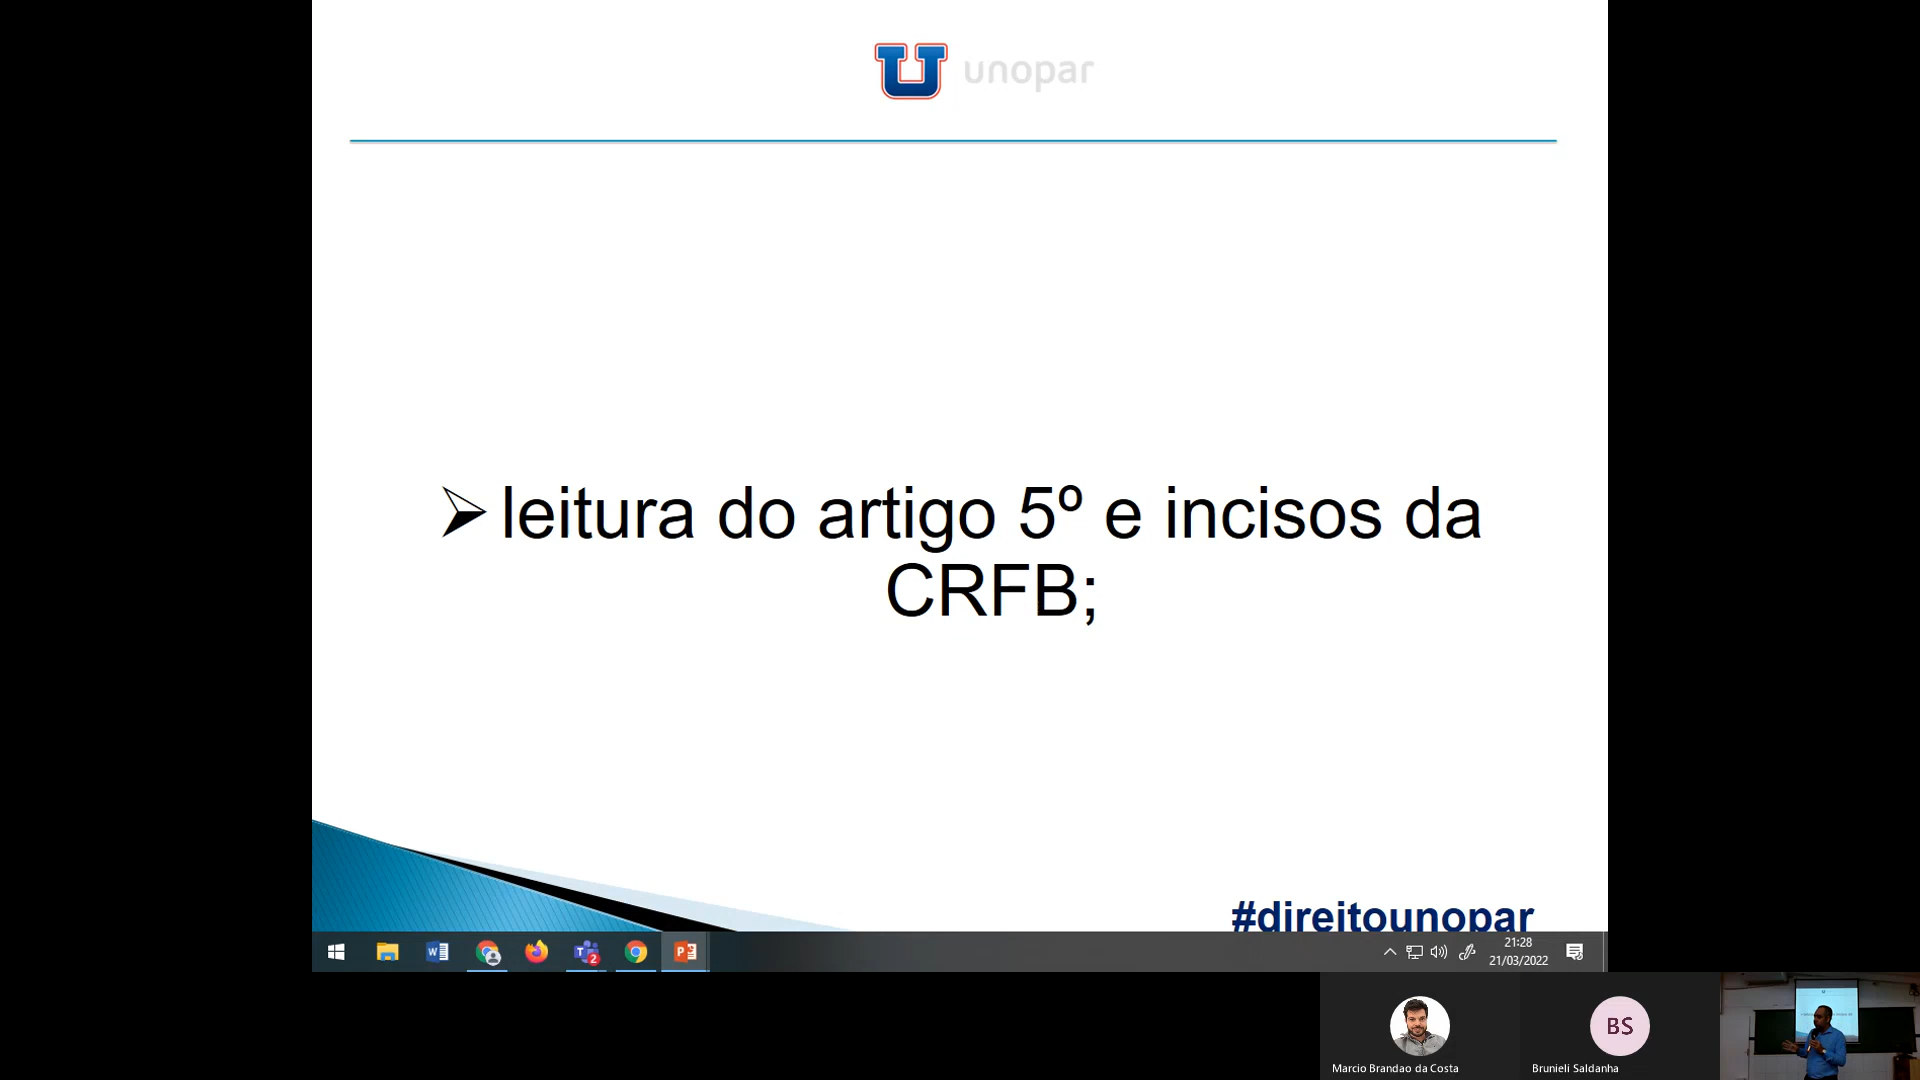 unopar
leitura do artigo 5º e incisos da
CRFB;
#direitounopar
21:28
21/03/2022
BS
Marcio Brandao da Costa
Brunieli Saldanha